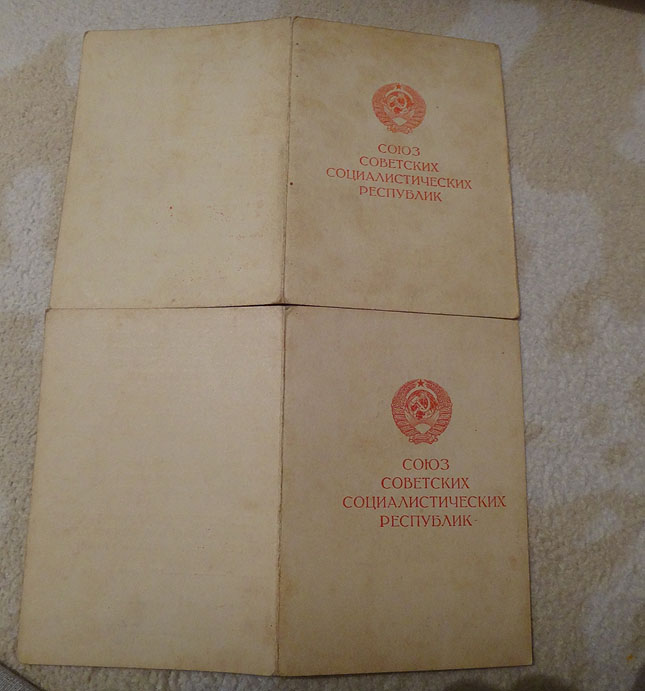 СОЮЗ
СОВЕТСКИХ
СОЦИАЛИСТИЧЕСКИХ
РЕСПУБЛИК
СОЮЗ
СОВЕТСКИХ
СОЦИАЛИСТИЧЕСКИХ
РЕСПУБЛИК